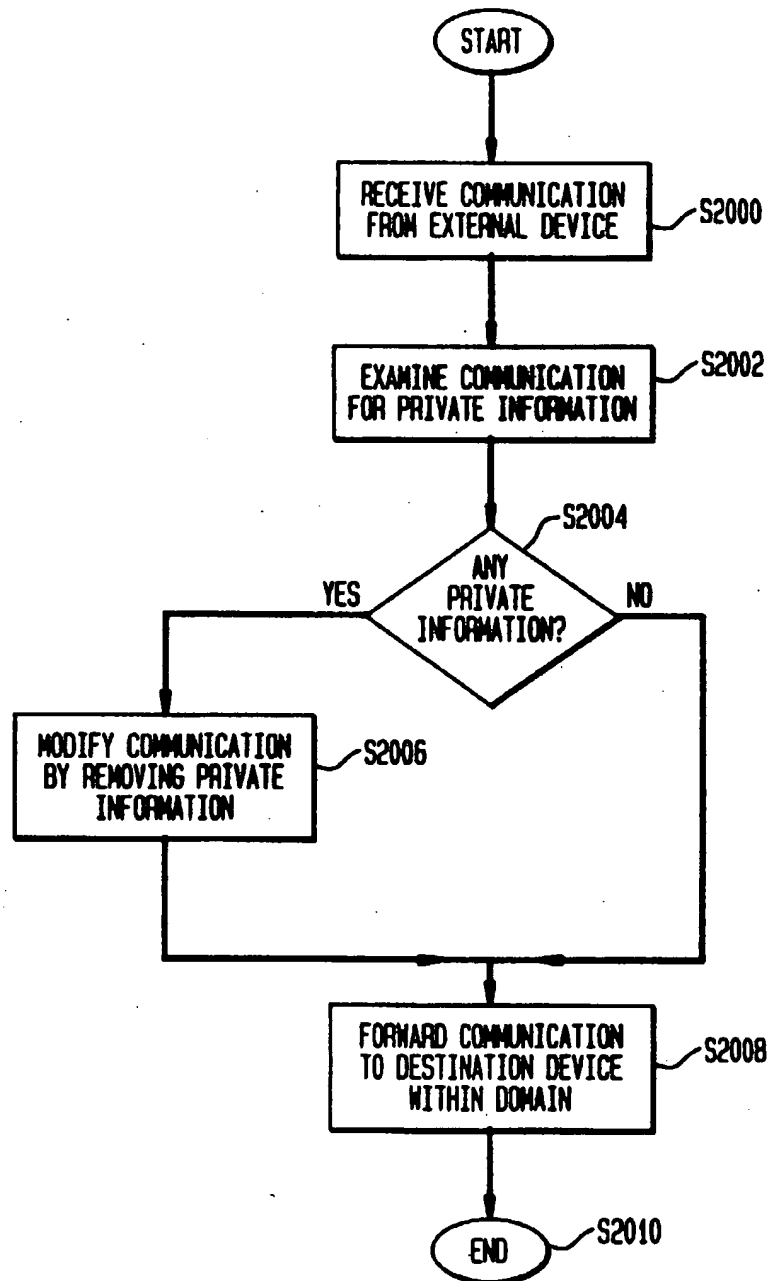 START
RECEIVE COMMUNICATION
FROM EXTERNAL DEVICE
S2000
EXAMINE COMMUNICATION
FOR PRIVATE INFORMATION
S2002
S2004
ANY
PRIVATE
INFORMATION?
YES
NO
MODIFY COMMUNICATION
BY REMOVING PRIVATE
INFORMATION
S2006
FORWARD COMMUNICATION
TO DESTINATION DEVICE
WITHIN DOMAIN
S2008
END
S2010